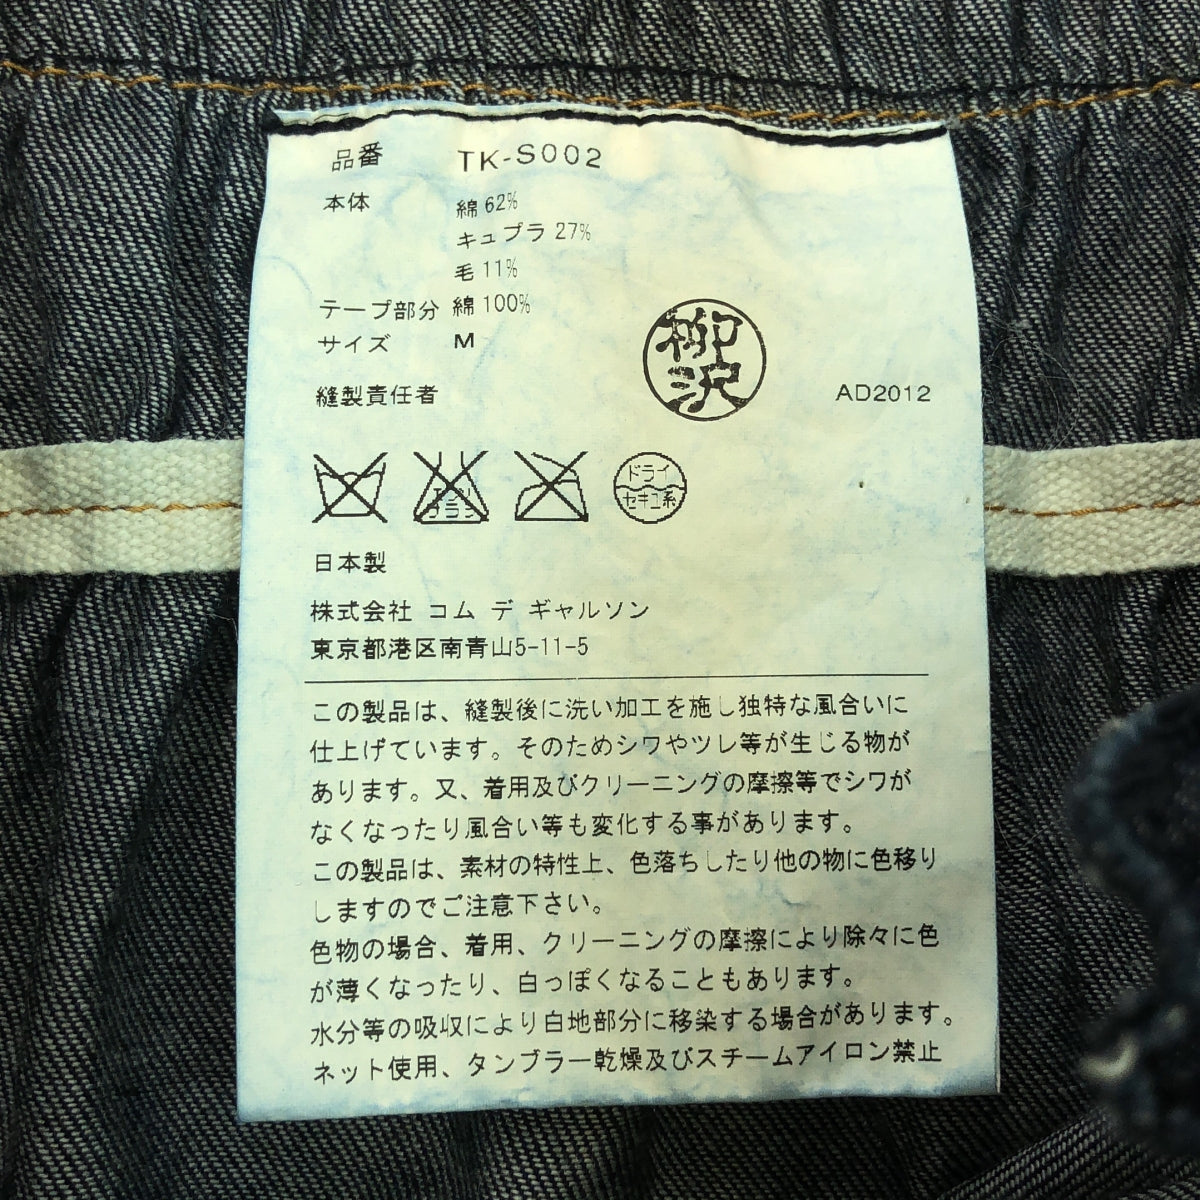 品番 TK-S002
本体 綿 62%
キュプラ 27%
毛 11%
テープ部分 綿 100%
サイズ M
縫製責任者 柳沢 AD2012
エンソ
フラン
ドライ
セキユ系
日本製
株式会社 コム デ ギャルソン
東京都港区南青山5-11-5
この製品は、縫製後に洗い加工を施し独特な風合いに
仕上げています。そのためシワやツレ等が生じる物が
あります。又、着用及びクリーニングの摩擦等でシワが
なくなったり風合い等も変化する事があります。
この製品は、素材の特性上、色落ちしたり他の物に色移り
しますのでご注意下さい。
色物の場合、着用、クリーニングの摩擦により除々に色
が薄くなったり、白っぽくなることもあります。
水分等の吸収により白地部分に移染する場合があります。
ネット使用、タンブラー乾燥及びスチームアイロン禁止